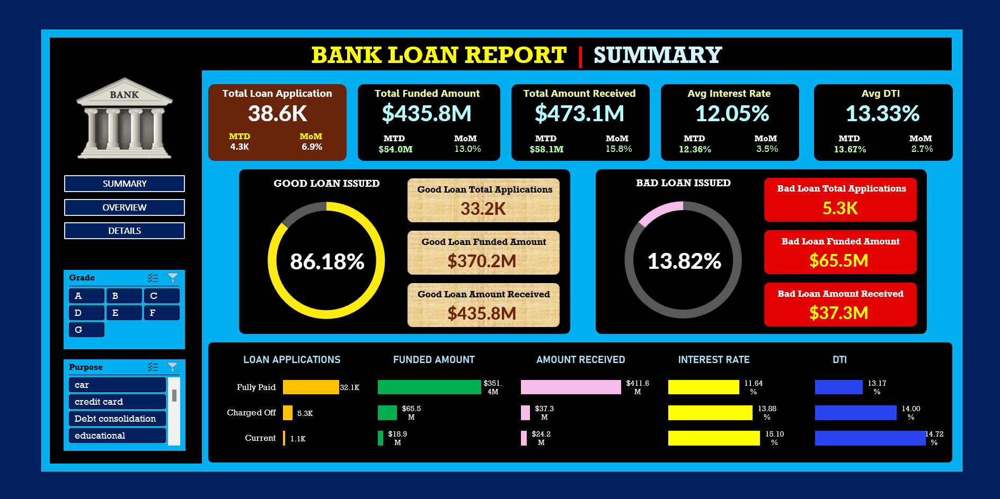 BANK LOAN REPORT | SUMMARY
BANK
SUMMARY
OVERVIEW
DETAILS
Grade
A
B
C
D
E
F
G
Purpose
car
credit card
Debt consolidation
educational
Total Loan Application
38.6K
MTD MoM
4.3K 6.9%
Total Funded Amount
$435.8M
MTD MoM
$54.0M 13.0%
Total Amount Received
$473.1M
MTD MoM
$58.1M 15.8%
Avg Interest Rate
12.05%
MTD MoM
12.36% 3.5%
Avg DTI
13.33%
MTD MoM
13.67% 2.7%
GOOD LOAN ISSUED
86.18%
Good Loan Total Applications
33.2K
Good Loan Funded Amount
$370.2M
Good Loan Amount Received
$435.8M
BAD LOAN ISSUED
13.82%
Bad Loan Total Applications
5.3K
Bad Loan Funded Amount
$65.5M
Bad Loan Amount Received
$37.3M
LOAN APPLICATIONS
Fully Paid 32.1K
Charged Off 5.3K
Current 1.1K
FUNDED AMOUNT
$351.
4M
$65.5
M
$18.9
M
AMOUNT RECEIVED
$411.6
M
$37.3
M
$24.2
M
INTEREST RATE
11.64
%
13.88
%
15.10
%
DTI
13.17
%
14.00
%
14.72
%